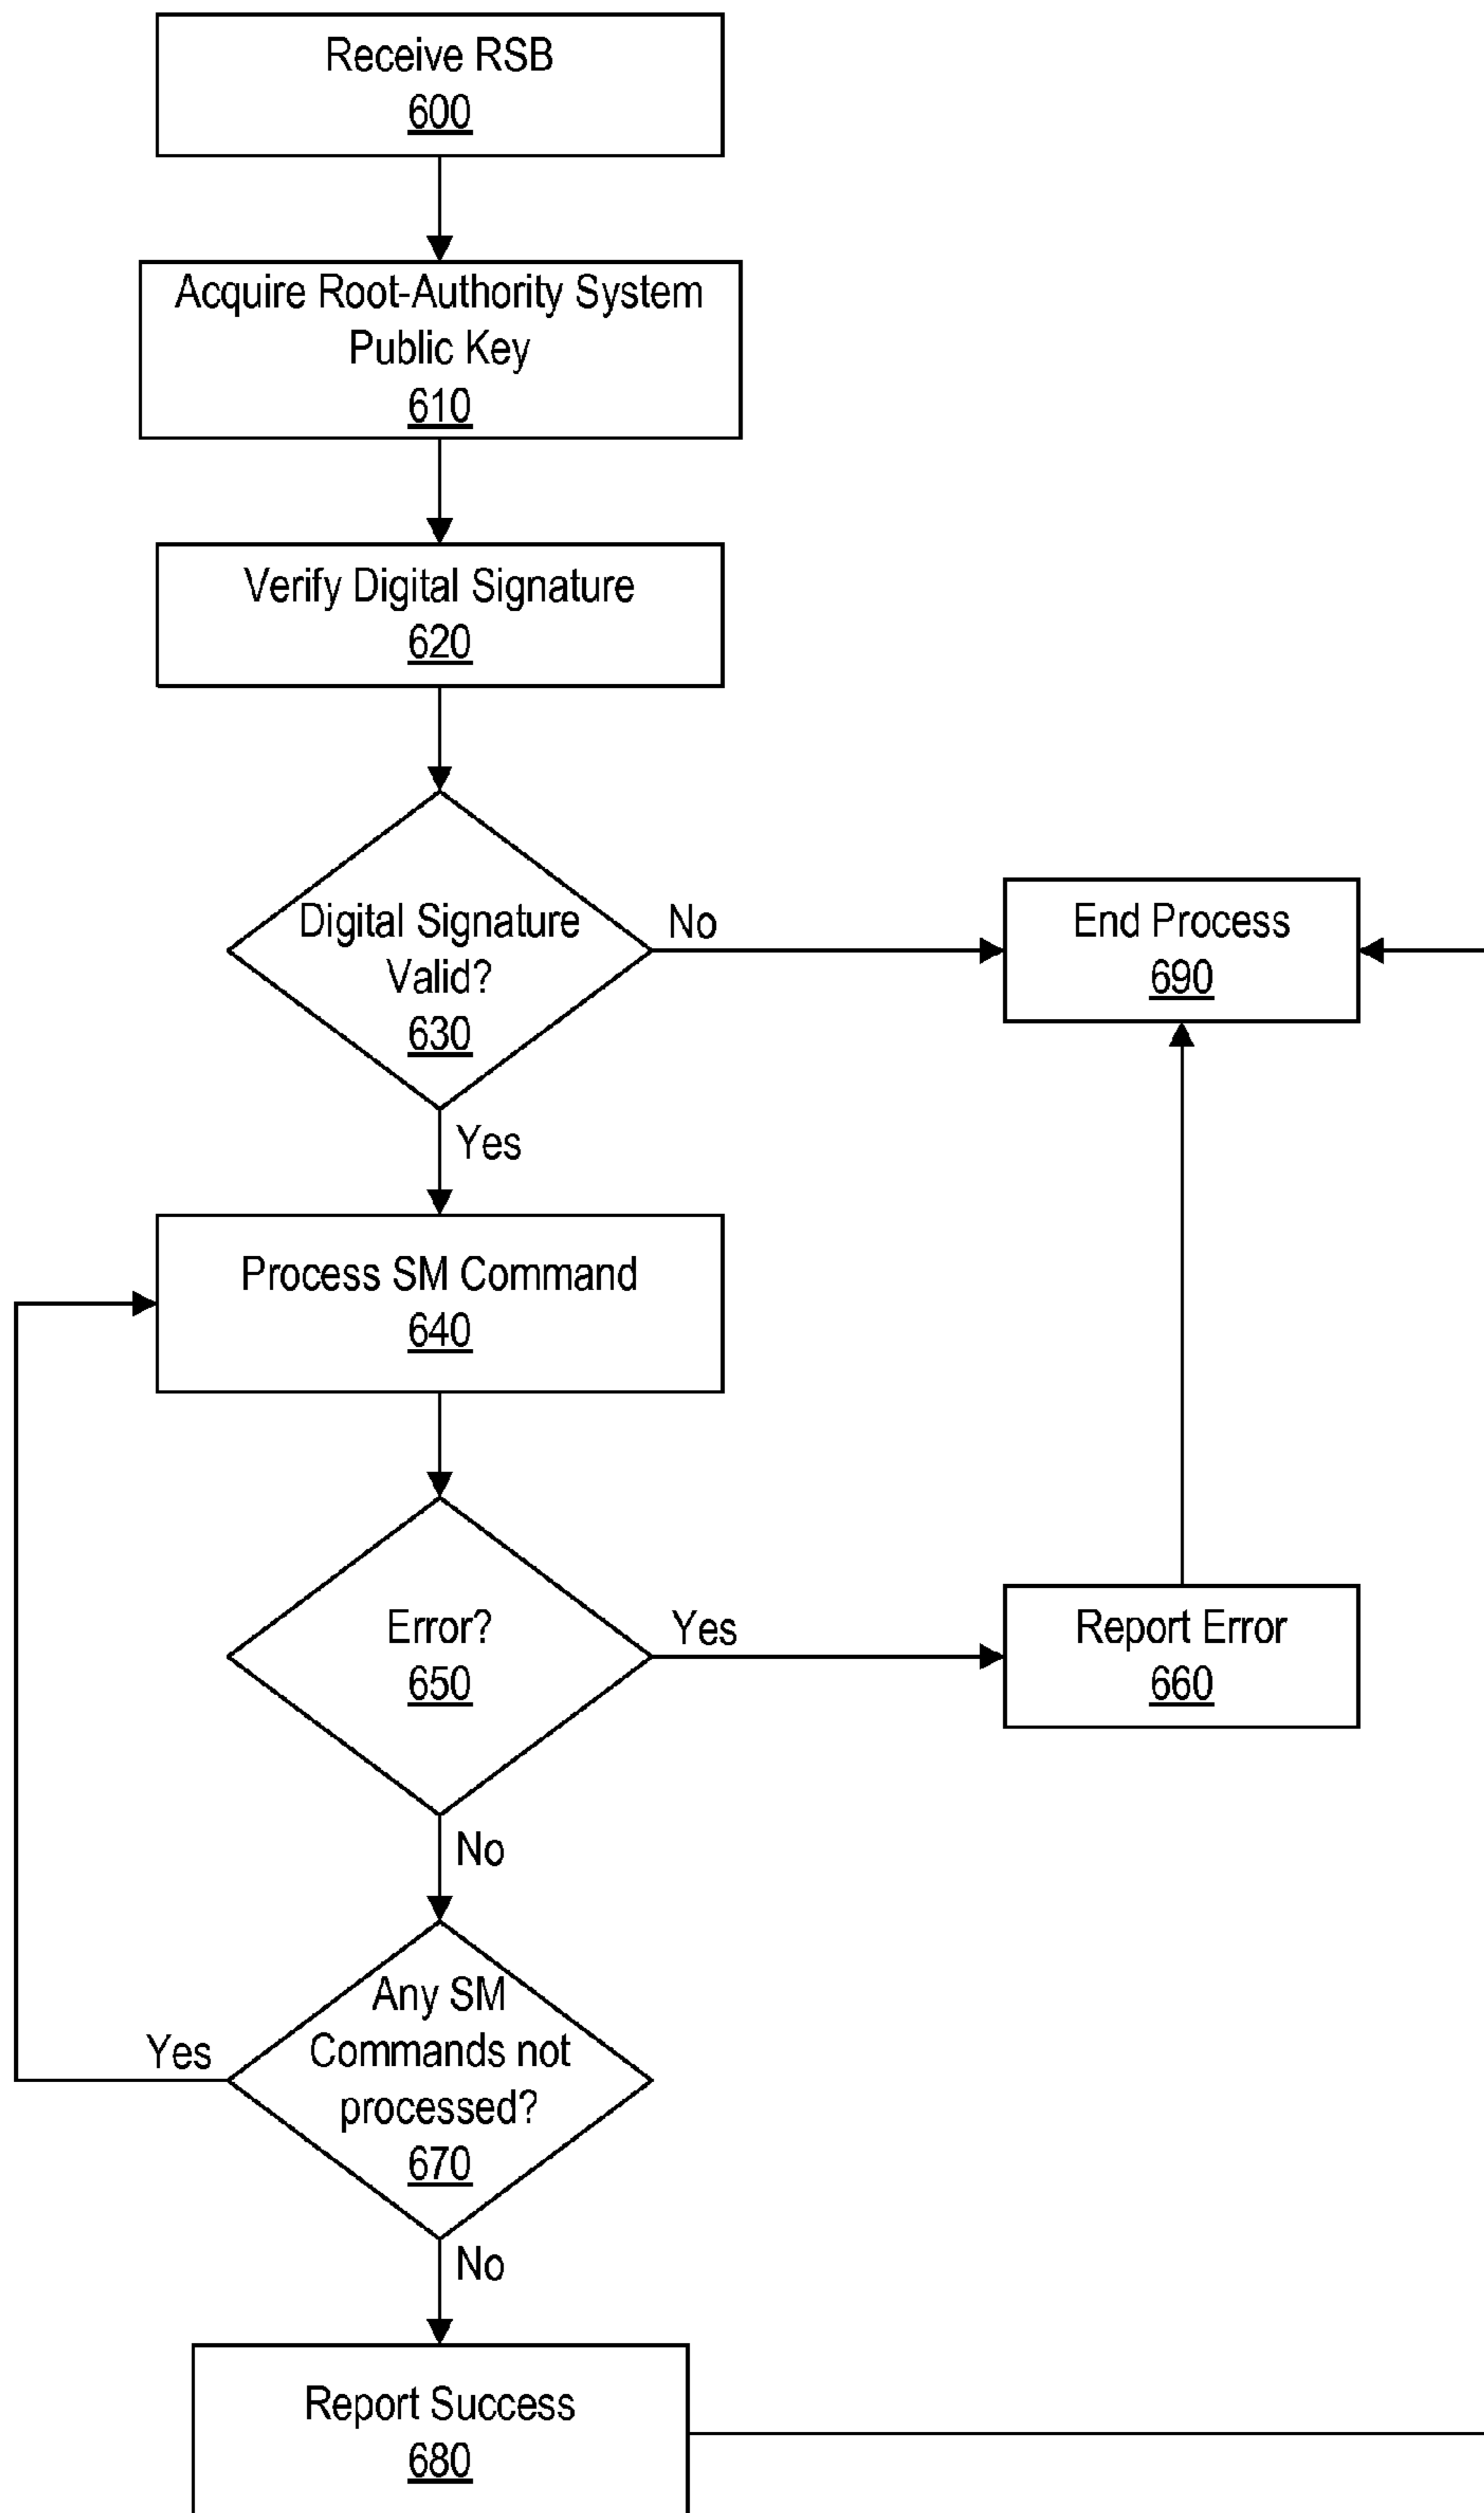 Receive RSB
600
Acquire Root-Authority System
Public Key
610
Verify Digital Signature
620
Digital Signature
Valid?
630
No
End Process
690
Yes
Process SM Command
640
Error?
650
Yes
Report Error
660
No
Any SM
Commands not
processed?
670
Yes
No
Report Success
680